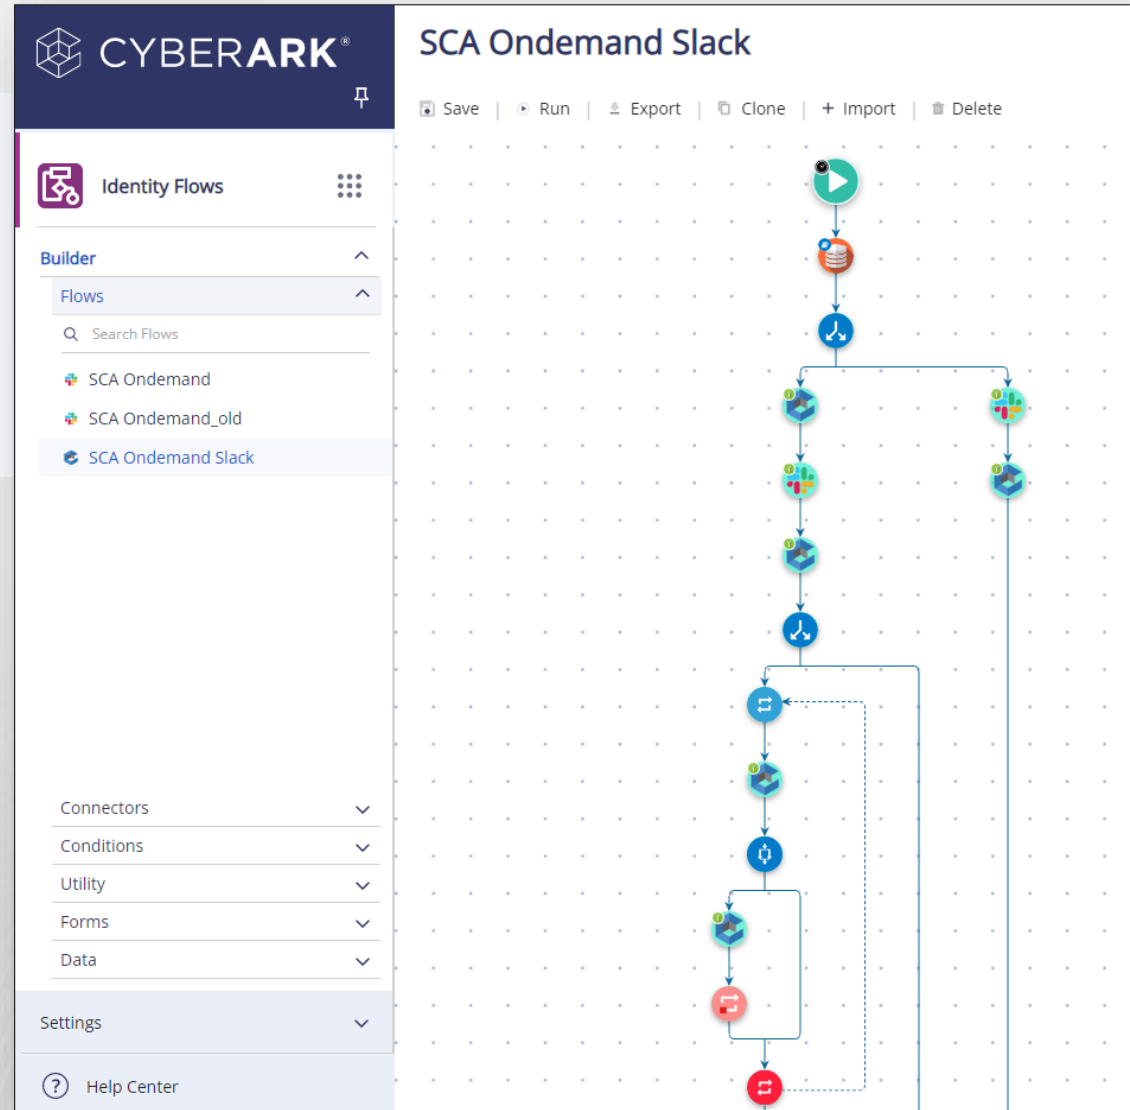 CYBERARK®
SCA Ondemand Slack
Save | Run | Export | Clone | + Import | Delete
Identity Flows
Builder
Flows
Search Flows
SCA Ondemand
SCA Ondemand_old
SCA Ondemand Slack
Connectors
Conditions
Utility
Forms
Data
Settings
? Help Center